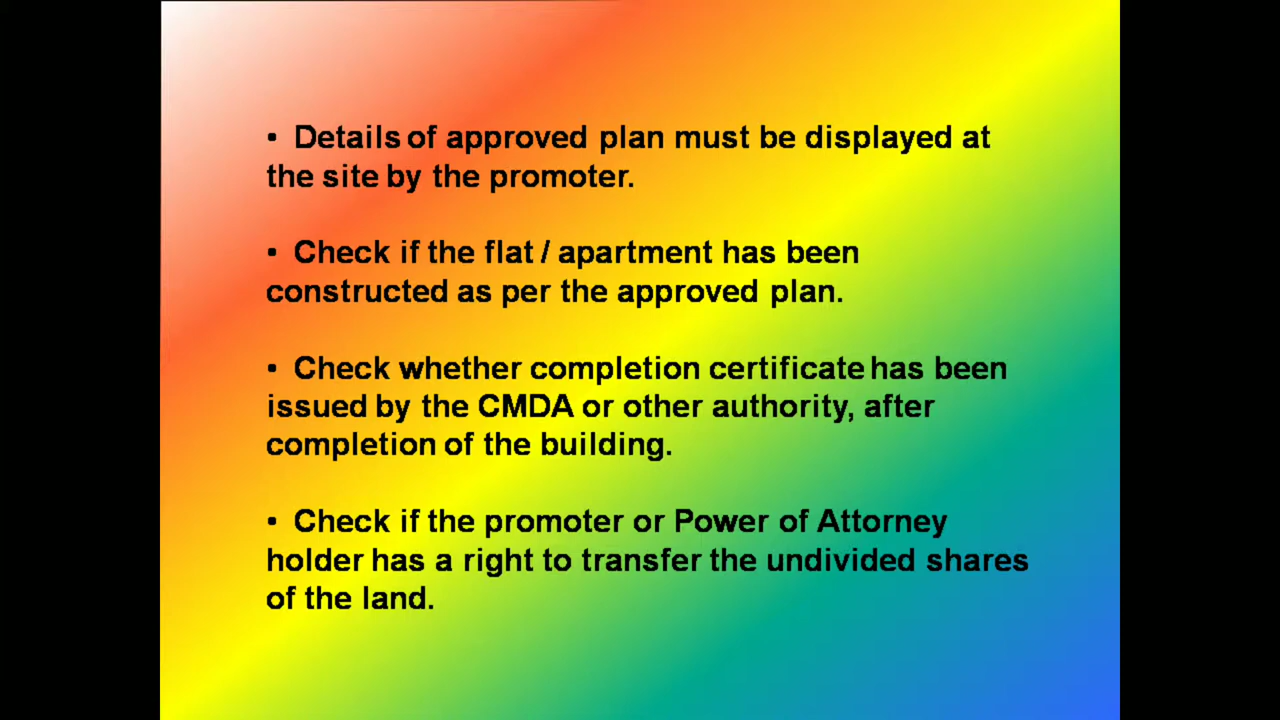 • Details of approved plan must be displayed at
the site by the promoter.
• Check if the flat / apartment has been
constructed as per the approved plan.
• Check whether completion certificate has been
issued by the CMDA or other authority, after
completion of the building.
• Check if the promoter or Power of Attorney
holder has a right to transfer the undivided shares
of the land.